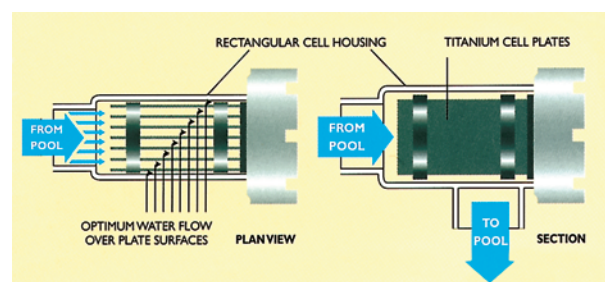 RECTANGULAR CELL HOUSING
TITANIUM CELL PLATES
FROM
POOL
FROM
POOL
OPTIMUM WATER FLOW
OVER PLATE SURFACES
PLAN VIEW
TO
POOL
SECTION